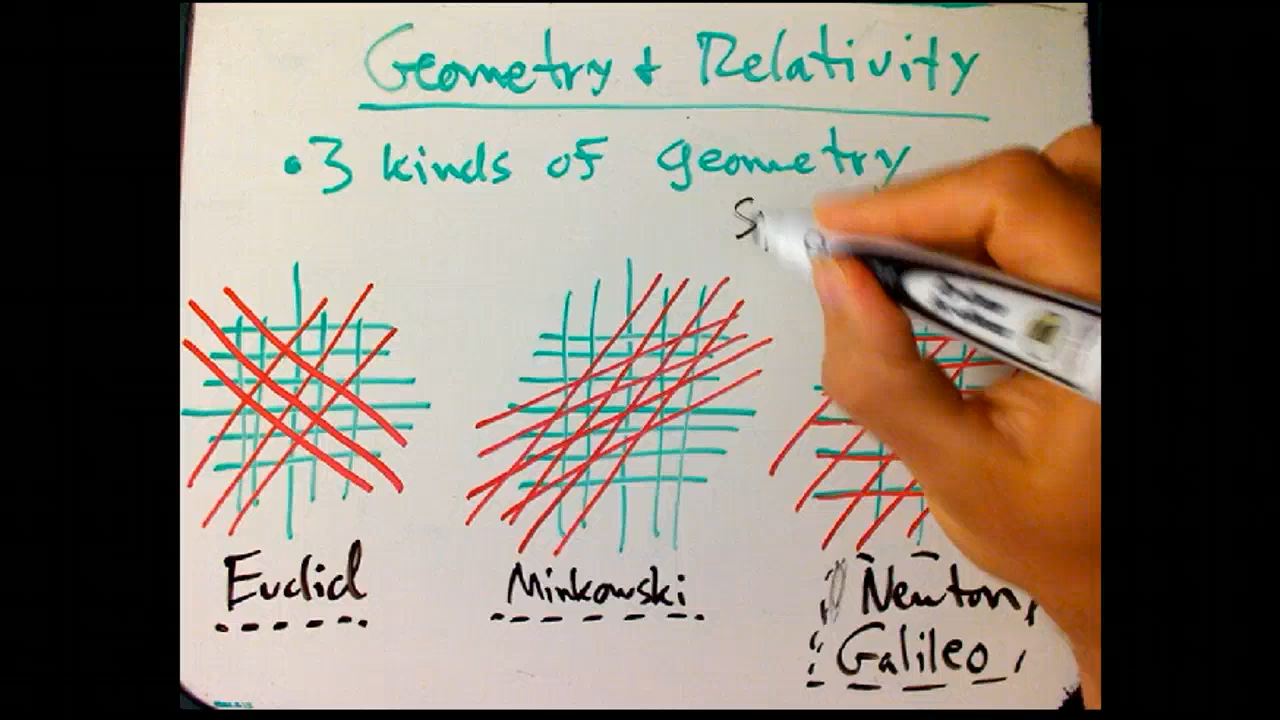 Geometry + Relativity
• 3 kinds of geometry
Euclid
Minkowski
Newton,
Galileo